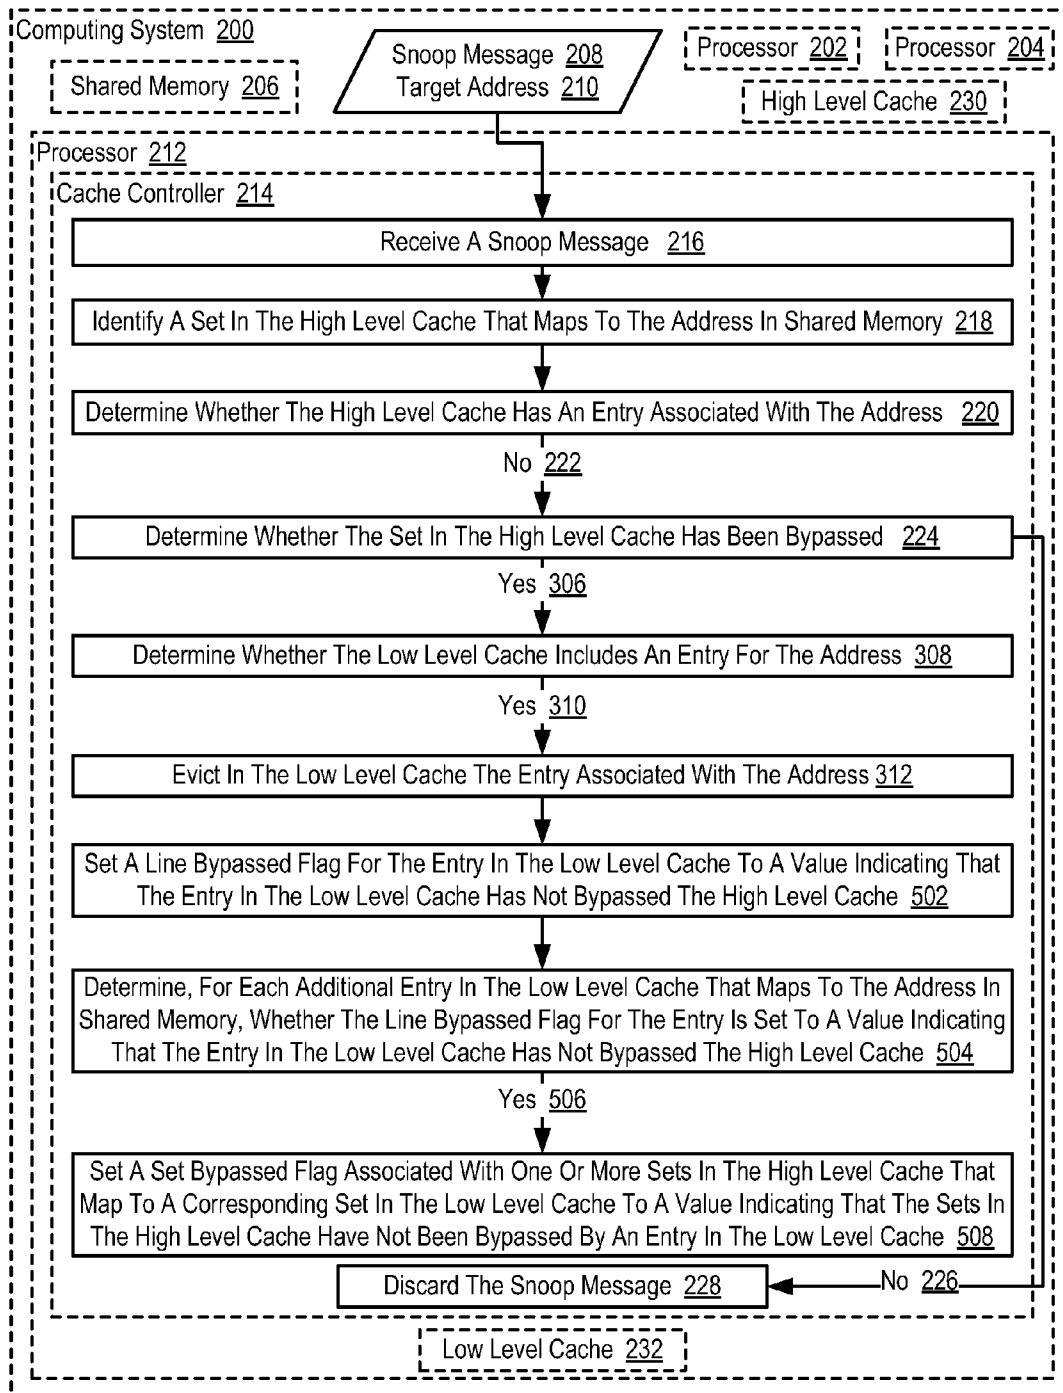 Computing System 200
Snoop Message 208
Target Address 210
Processor 202
Processor 204
Shared Memory 206
High Level Cache 230
Processor 212
Cache Controller 214
Receive A Snoop Message 216
Identify A Set In The High Level Cache That Maps To The Address In Shared Memory 218
Determine Whether The High Level Cache Has An Entry Associated With The Address 220
No 222
Determine Whether The Set In The High Level Cache Has Been Bypassed 224
Yes 306
Determine Whether The Low Level Cache Includes An Entry For The Address 308
Yes 310
Evict In The Low Level Cache The Entry Associated With The Address 312
Set A Line Bypassed Flag For The Entry In The Low Level Cache To A Value Indicating That
The Entry In The Low Level Cache Has Not Bypassed The High Level Cache 502
Determine, For Each Additional Entry In The Low Level Cache That Maps To The Address In
Shared Memory, Whether The Line Bypassed Flag For The Entry Is Set To A Value Indicating
That The Entry In The Low Level Cache Has Not Bypassed The High Level Cache 504
Yes 506
Set A Set Bypassed Flag Associated With One Or More Sets In The High Level Cache That
Map To A Corresponding Set In The Low Level Cache To A Value Indicating That The Sets In
The High Level Cache Have Not Been Bypassed By An Entry In The Low Level Cache 508
Discard The Snoop Message 228
No 226
Low Level Cache 232